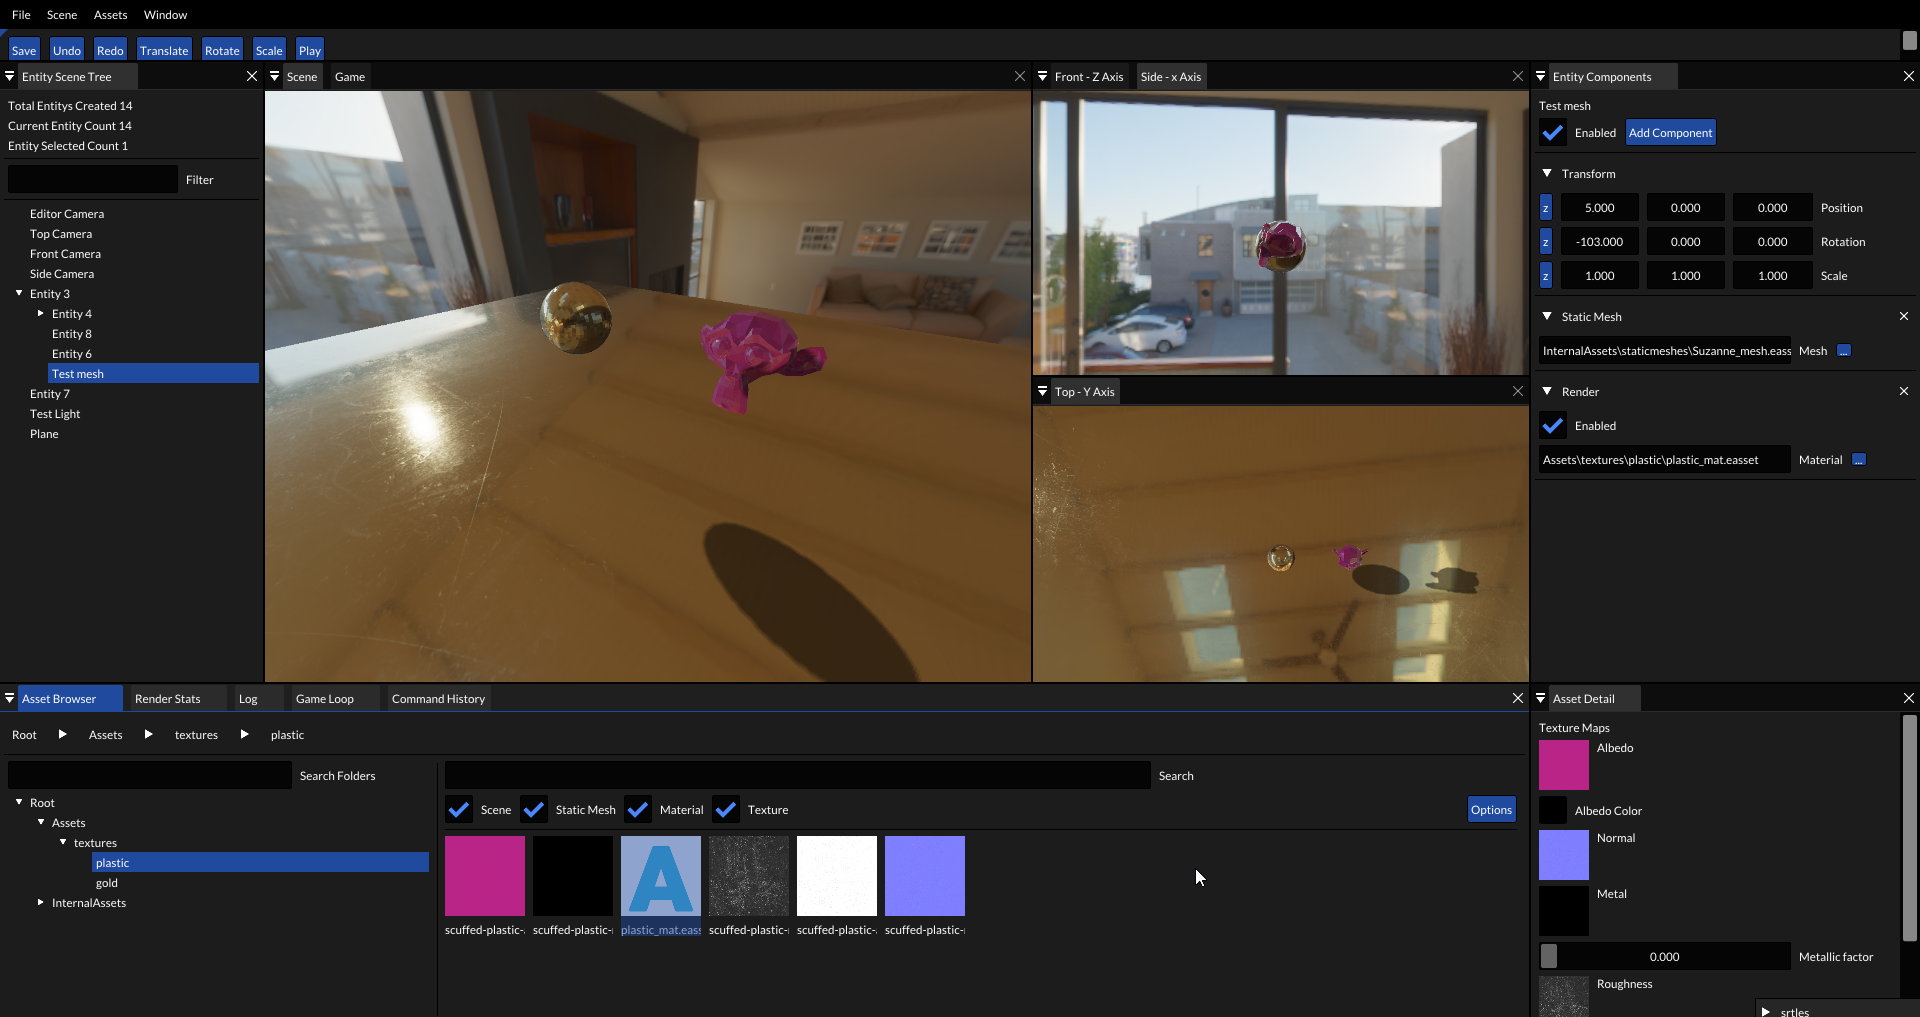 File Scene Assets Window
Save Undo Redo Translate Rotate Scale Play
Entity Scene Tree
Total Entitys Created 14
Current Entity Count 14
Entity Selected Count 1
Filter
Editor Camera
Top Camera
Front Camera
Side Camera
Entity 3
Entity 4
Entity 8
Entity 6
Test mesh
Entity 7
Test Light
Plane
Scene Game
Front - Z Axis Side - x Axis
Top - Y Axis
Entity Components
Test mesh
Enabled Add Component
Transform
z 5.000 0.000 0.000 Position
z -103.000 0.000 0.000 Rotation
z 1.000 1.000 1.000 Scale
Static Mesh
InternalAssets\staticmeshes\Suzanne_mesh.eass Mesh ...
Render
Enabled
Assets\textures\plastic\plastic_mat.easset Material ...
Asset Browser Render Stats Log Game Loop Command History
Root Assets textures plastic
Search Folders
Root
Assets
textures
plastic
gold
InternalAssets
Search
Scene Static Mesh Material Texture Options
A
scuffed-plastic- scuffed-plastic- plastic_mat.eass scuffed-plastic- scuffed-plastic- scuffed-plastic-
Asset Detail
Texture Maps
Albedo
Albedo Color
Normal
Metal
0.000 Metallic factor
Roughness
srtles